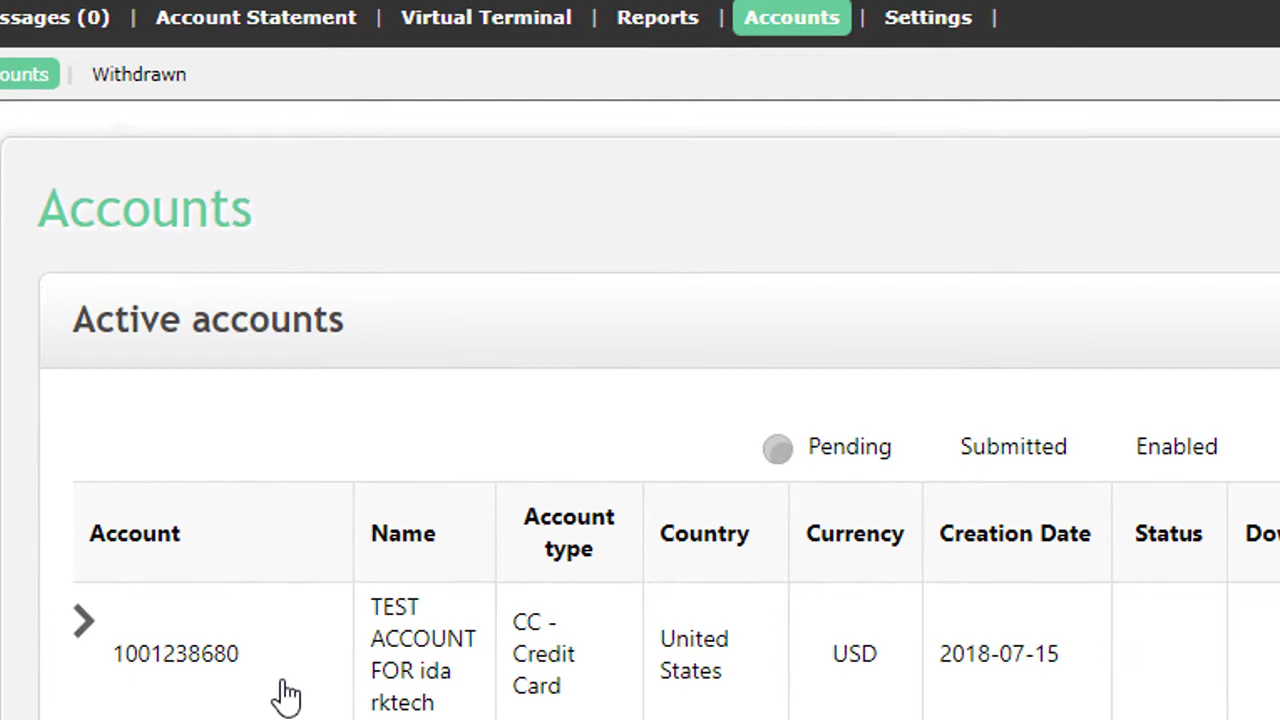 ssages (0) | Account Statement | Virtual Terminal | Reports | Accounts | Settings |
ounts | Withdrawn
Accounts
Active accounts
Pending Submitted Enabled
Account Name Account type Country Currency Creation Date Status Dov
1001238680 TEST ACCOUNT FOR ida rktech CC - Credit Card United States USD 2018-07-15